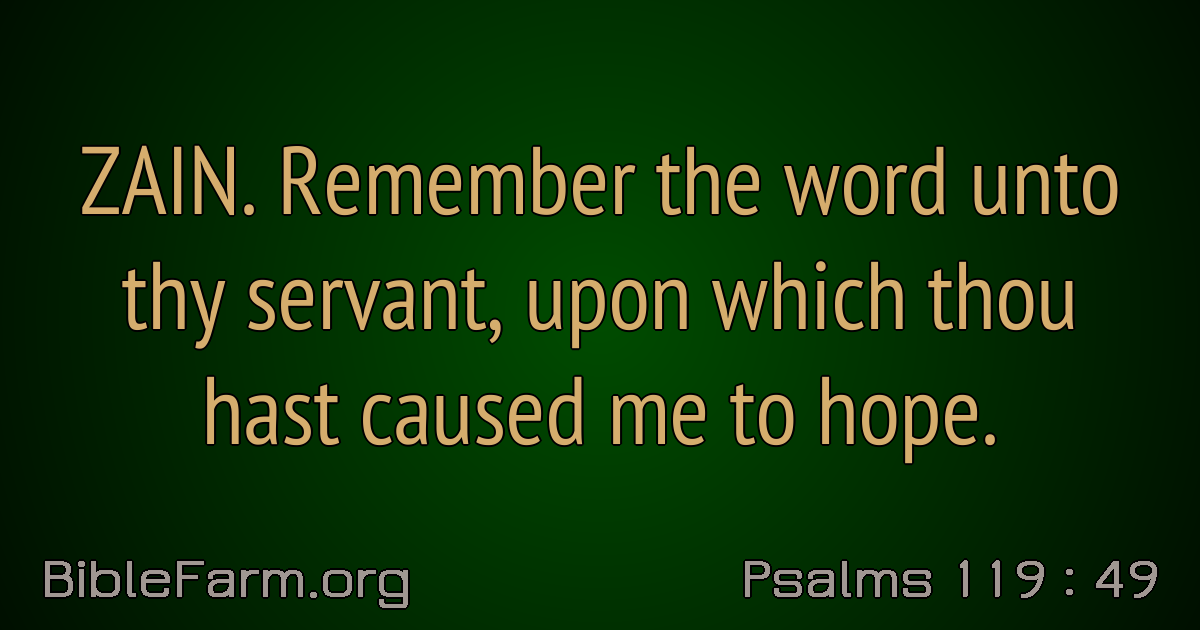 ZAIN. Remember the word unto
thy servant, upon which thou
hast caused me to hope.
BibleFarm.org
Psalms 119 : 49